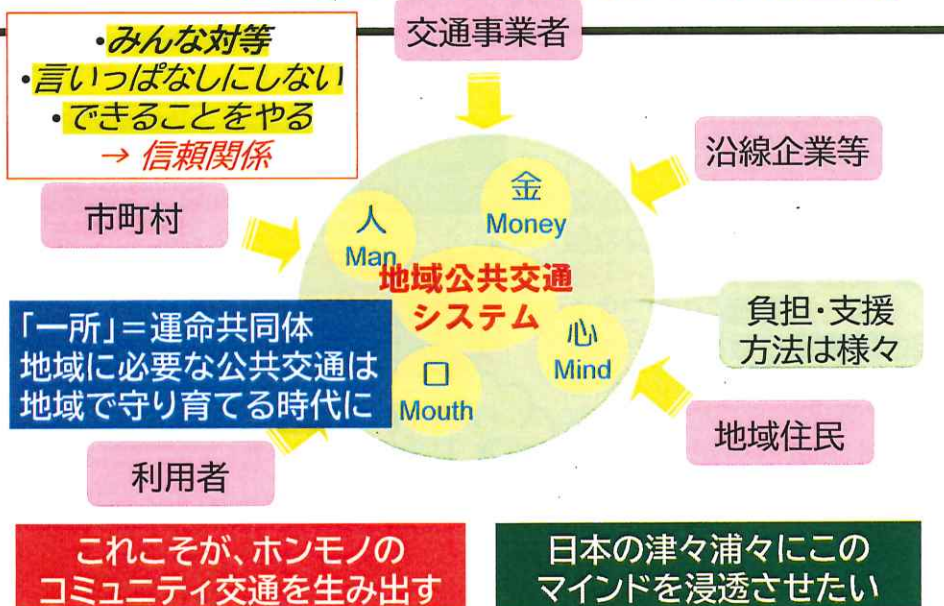 ・みんな対等
・言いっぱなしにしない
・できることをやる
→ 信頼関係
交通事業者
沿線企業等
市町村
人
Man
金
Money
地域公共交通
システム
心
Mind
口
Mouth
負担・支援
方法は様々
「一所」＝運命共同体
地域に必要な公共交通は
地域で守り育てる時代に
地域住民
利用者
これこそが、ホンモノの
コミュニティ交通を生み出す
日本の津々浦々にこの
マインドを浸透させたい